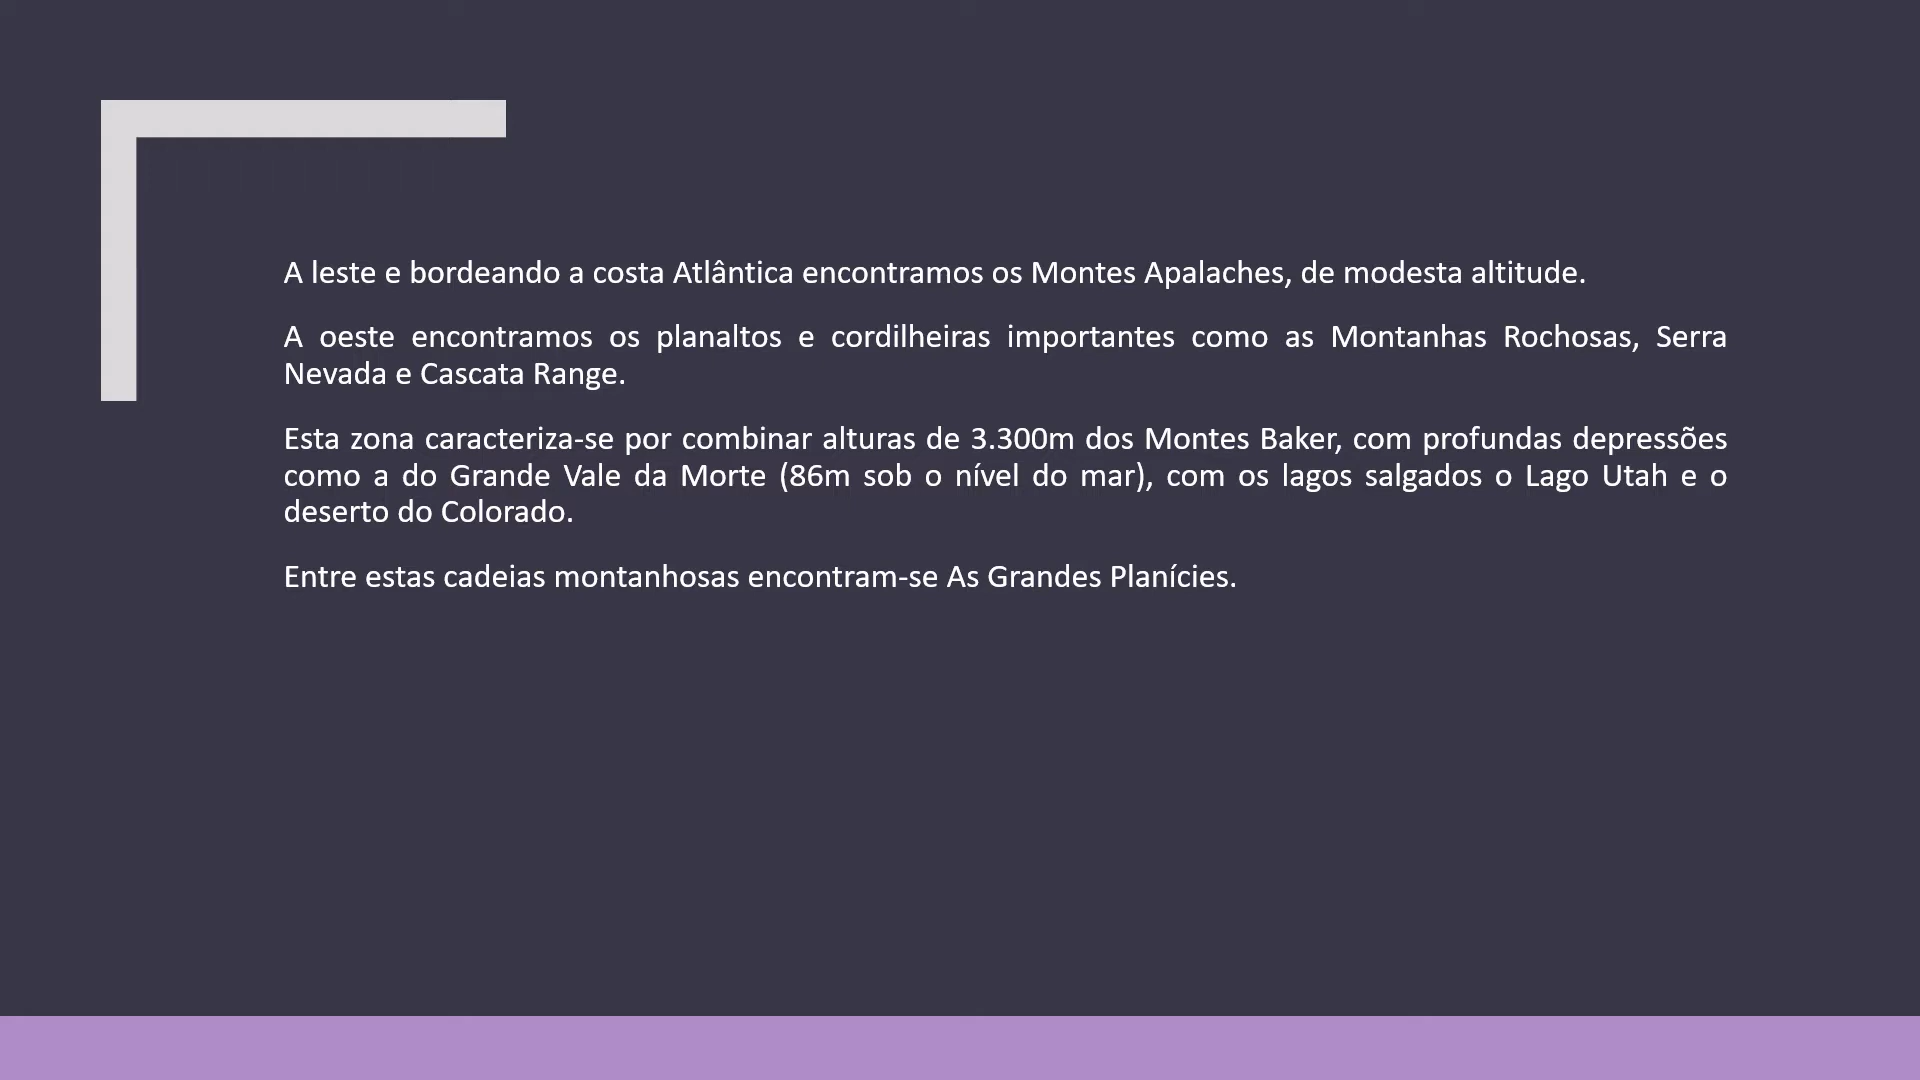 A leste e bordeando a costa Atlântica encontramos os Montes Apalaches, de modesta altitude.
A oeste encontramos os planaltos e cordilheiras importantes como as Montanhas Rochosas, Serra
Nevada e Cascata Range.
Esta zona caracteriza-se por combinar alturas de 3.300m dos Montes Baker, com profundas depressões
como a do Grande Vale da Morte (86m sob o nível do mar), com os lagos salgados o Lago Utah e o
deserto do Colorado.
Entre estas cadeias montanhosas encontram-se As Grandes Planícies.